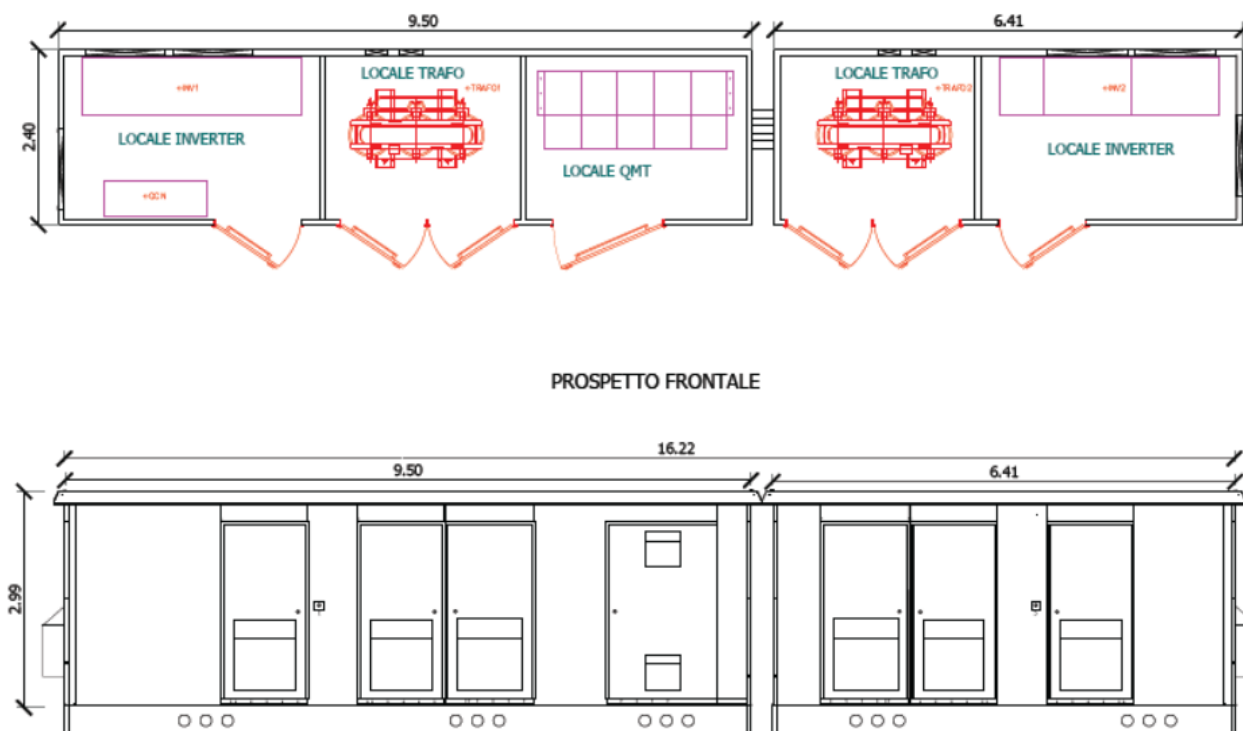 9.50
6.41
2.40
LOCALE TRAFO
LOCALE TRAFO
+INV1
+TRAFO1
+TRAFO2
+INV2
LOCALE INVERTER
LOCALE QMT
LOCALE INVERTER
PROSPETTO FRONTALE
16.22
9.50
6.41
2.99